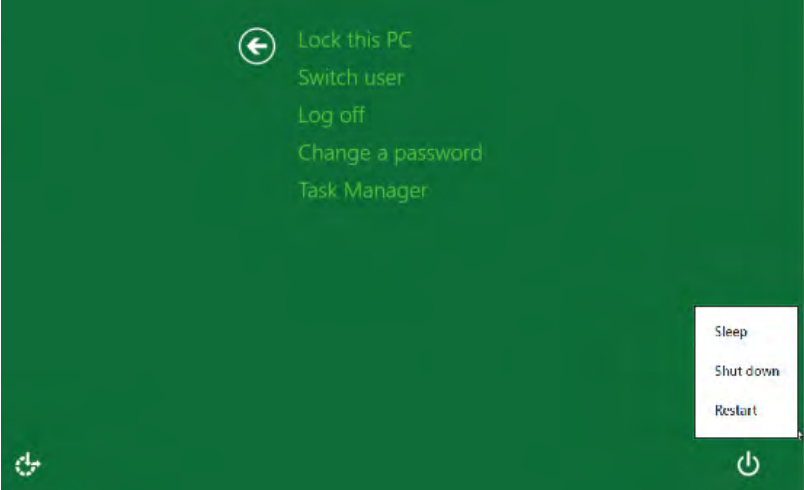 Lock this PC
Switch user
Log off
Change a password
Task Manager
Sleep
Shut down
Restart